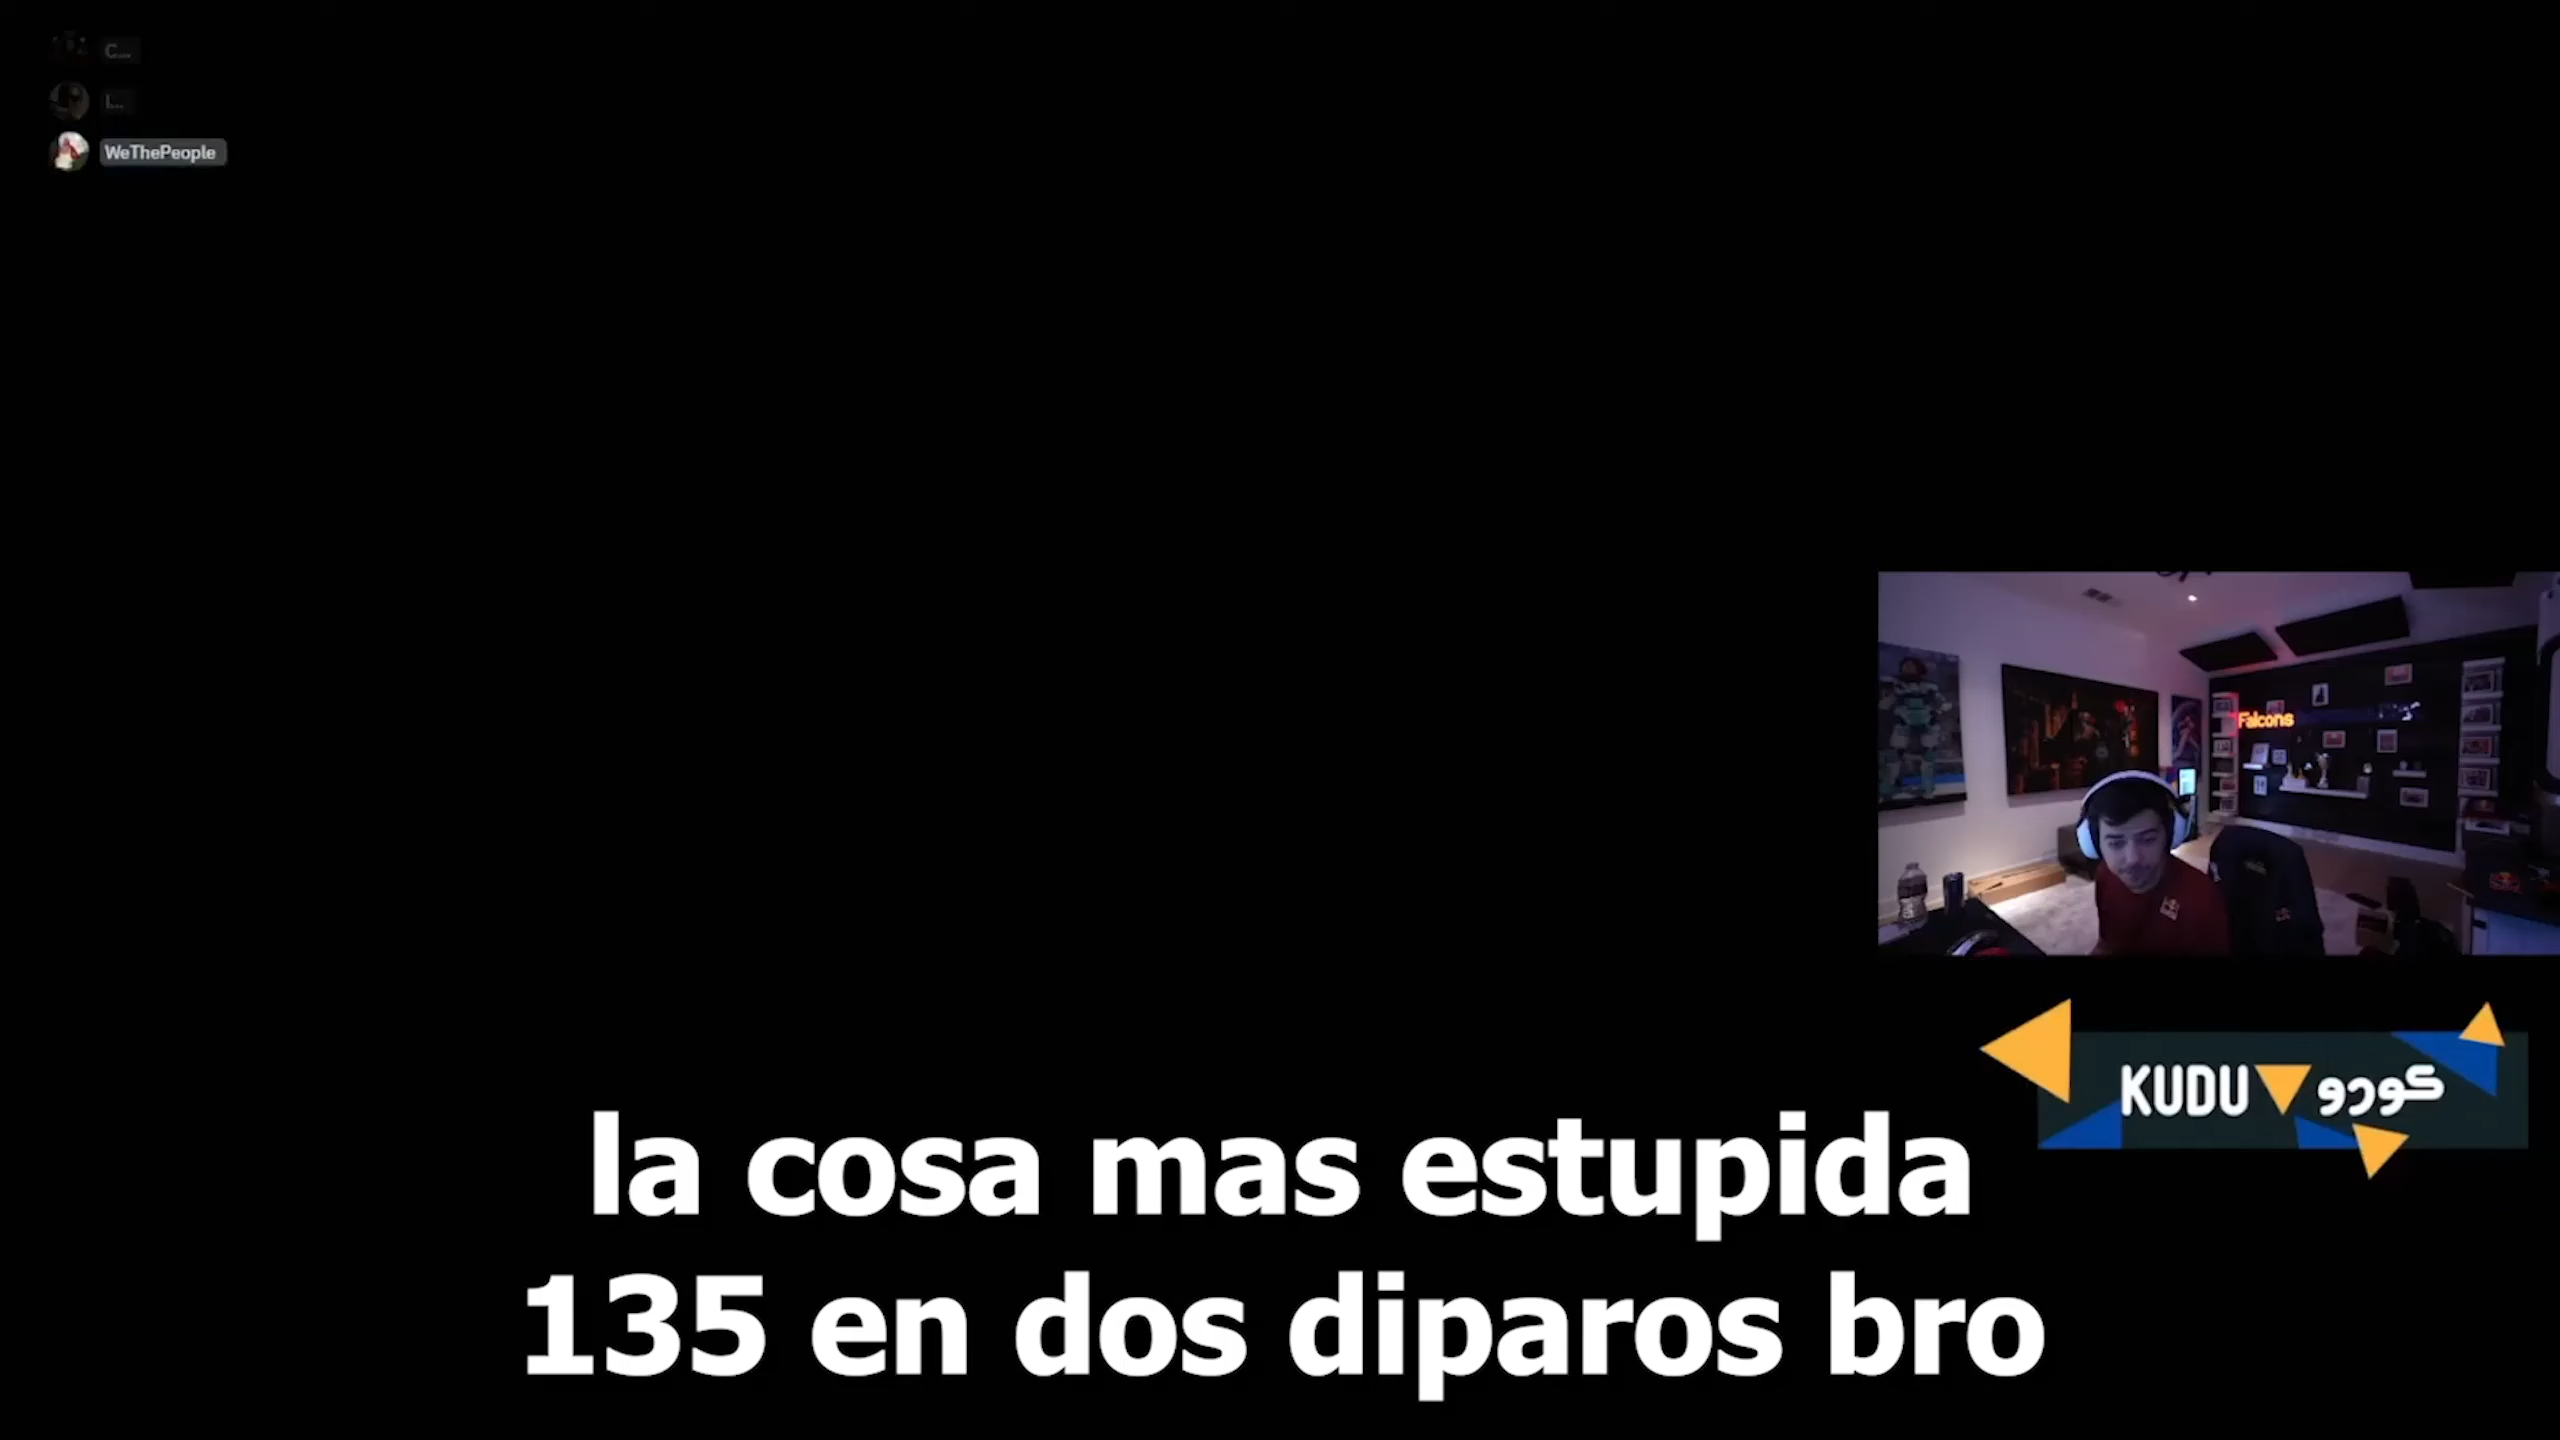 C...
I...
WeThePeople
Falcons
KUDU كودو
la cosa mas estupida
135 en dos diparos bro